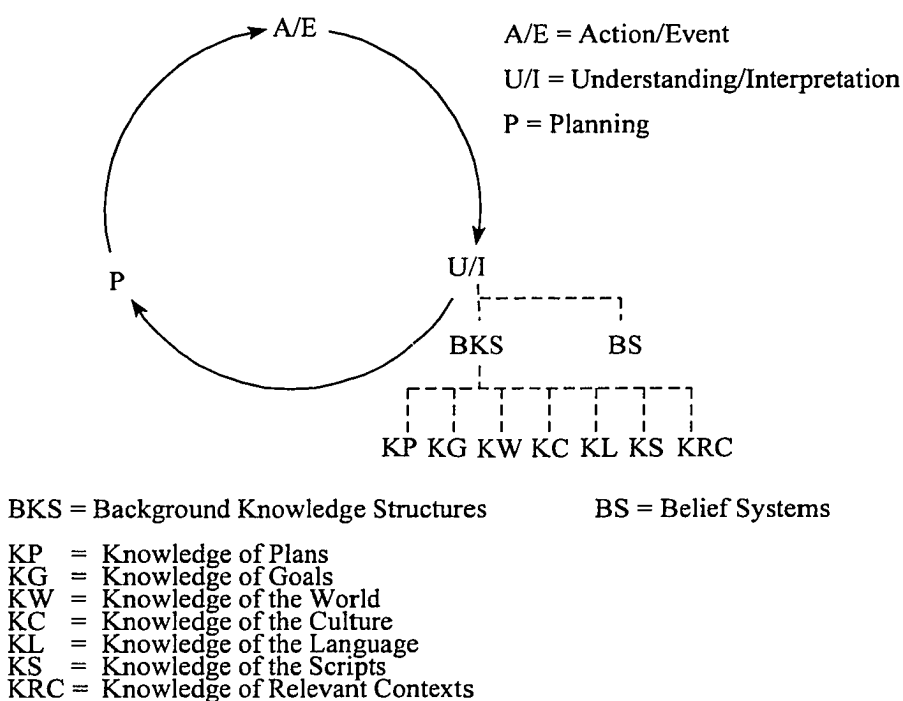 A/E
A/E = Action/Event
U/I = Understanding/Interpretation
P = Planning
P
U/I
BKS BS
KP KG KW KC KL KS KRC
BKS = Background Knowledge Structures BS = Belief Systems
KP = Knowledge of Plans
KG = Knowledge of Goals
KW = Knowledge of the World
KC = Knowledge of the Culture
KL = Knowledge of the Language
KS = Knowledge of the Scripts
KRC = Knowledge of Relevant Contexts